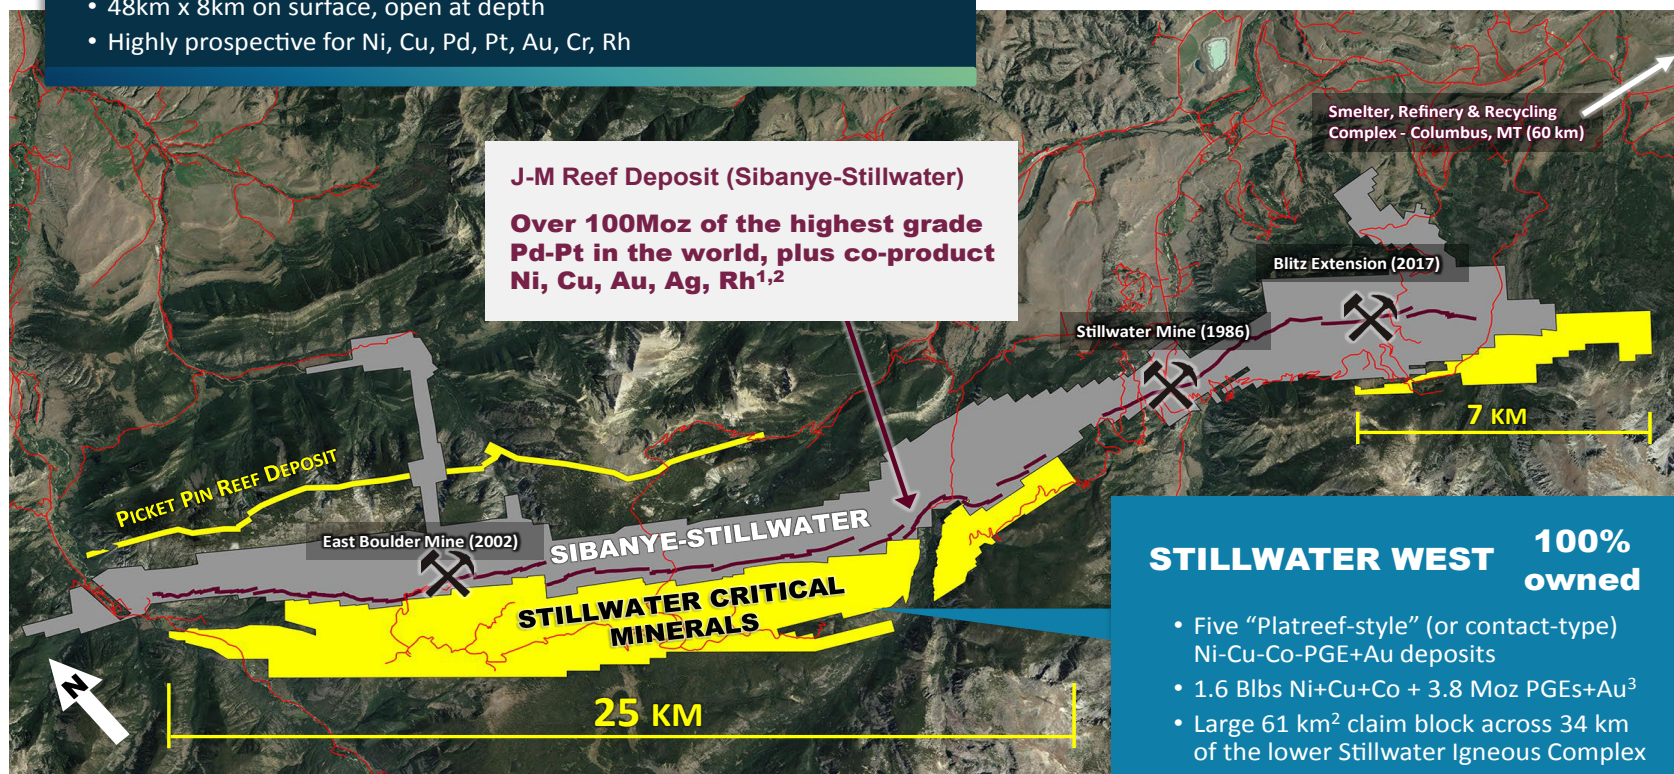 • 48km x 8km on surface, open at depth
• Highly prospective for Ni, Cu, Pd, Pt, Au, Cr, Rh
Smelter, Refinery & Recycling
Complex - Columbus, MT (60 km)
J-M Reef Deposit (Sibanye-Stillwater)
Over 100Moz of the highest grade
Pd-Pt in the world, plus co-product
Ni, Cu, Au, Ag, Rh¹,²
Blitz Extension (2017)
Stillwater Mine (1986)
7 KM
PICKET PIN REEF DEPOSIT
East Boulder Mine (2002)
SIBANYE-STILLWATER
STILLWATER CRITICAL
MINERALS
N
25 KM
STILLWATER WEST
100%
owned
• Five “Platreef-style” (or contact-type)
Ni-Cu-Co-PGE+Au deposits
• 1.6 Blbs Ni+Cu+Co + 3.8 Moz PGEs+Au³
• Large 61 km² claim block across 34 km
of the lower Stillwater Igneous Complex